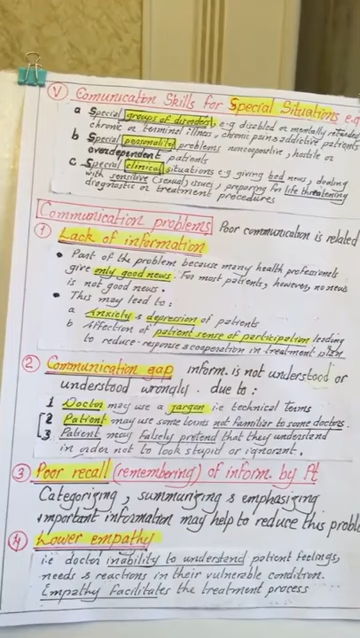 V Comunication Skills for Special Situations e.g
a Special groups of disorders e.g disabled or mentally retarded
chronic or terminal illness, chronic pain & addictive patients
b Special personality problems noncooperative, hostile or
overdependent patients
c Special clinical situations e.g giving bad news, dealing
with sensitive (sexual) issues, preparing for life threatening
diagnostic or treatment procedures
Communication problems Poor communication is related
1 Lack of information
• Part of the problem because many health professionals
give only good news. For most patients, however, no news
is not good news.
• This may lead to:
a Anxiety & depression of patients
b Affection of patient sense of participation leading
to reduce response & cooperation in treatment plan
2 Communication gap inform. is not understood or
understood wrongly. due to:
1 Doctor may use a jargon i.e technical terms
2 Patient may use some terms not familiar to some doctors.
3 Patient may falsely pretend that they understand
in order not to look stupid or ignorant.
3 Poor recall (remembering) of inform. by Pt
Categorizing, summarizing & emphasizing
important information may help to reduce this proble
4 Lower empathy
i.e doctor inability to understand patient feelings,
needs & reactions in their vulnerable condition.
Empathy facilitates the treatment process